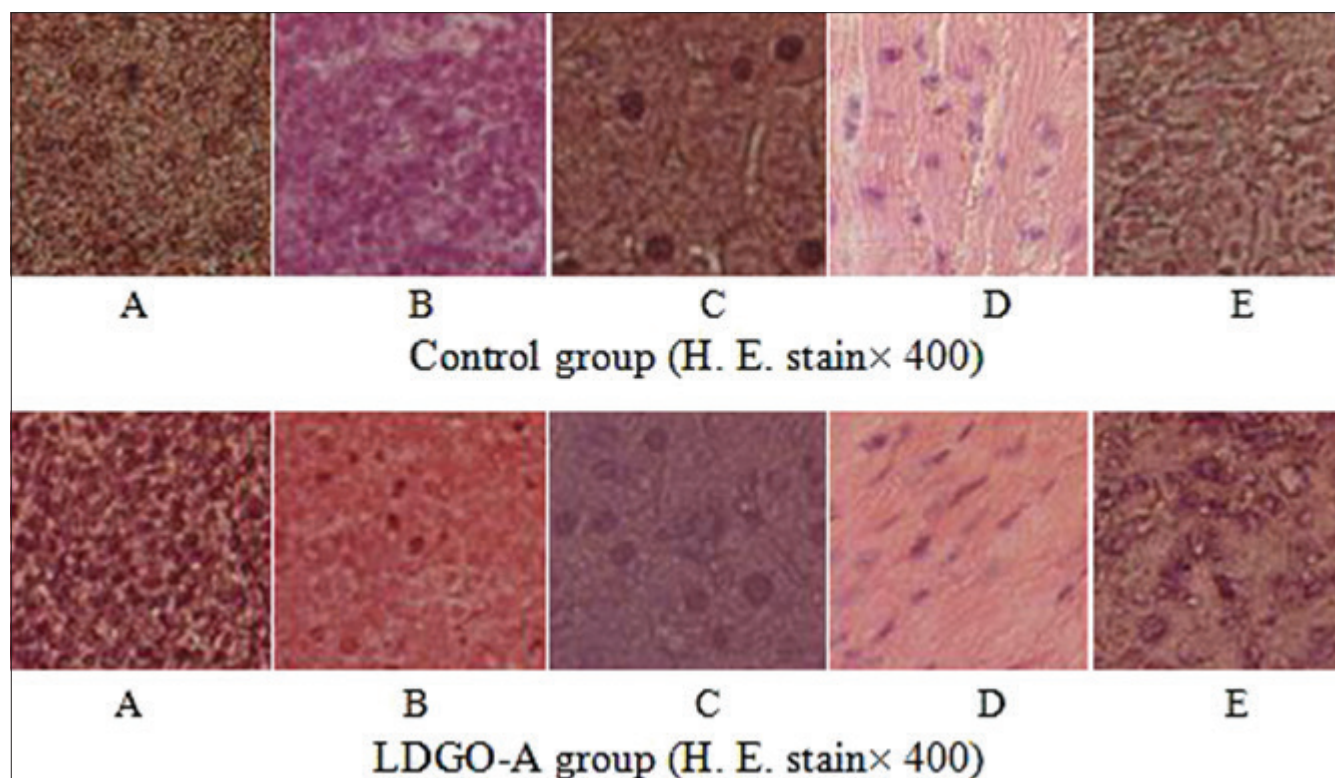 A B C D E
Control group (H. E. stain× 400)
A B C D E
LDGO-A group (H. E. stain× 400)